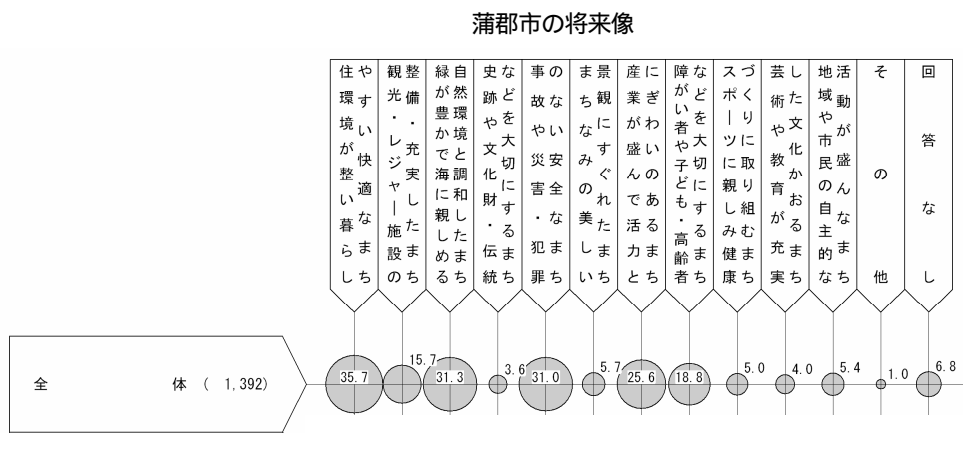 蒲郡市の将来像
住環境が整い暮らし
やすい快適なまち
観光・レジャー施設の
整備・充実したまち
緑が豊かで海に親しめる
自然環境と調和したまち
史跡や文化財・伝統
などを大切にするまち
事故や災害・犯罪
のない安全なまち
まちなみの美しい
景観にすぐれたまち
産業が盛んで活力と
にぎわいのあるまち
障がい者や子ども・高齢者
などを大切にするまち
スポーツに親しみ健康
づくりに取り組むまち
芸術や教育が充実
した文化かおるまち
地域や市民の自主的な
活動が盛んなまち
その他
回答なし
全体 ( 1,392)
35.7
15.7
31.3
3.6
31.0
5.7
25.6
18.8
5.0
4.0
5.4
1.0
6.8